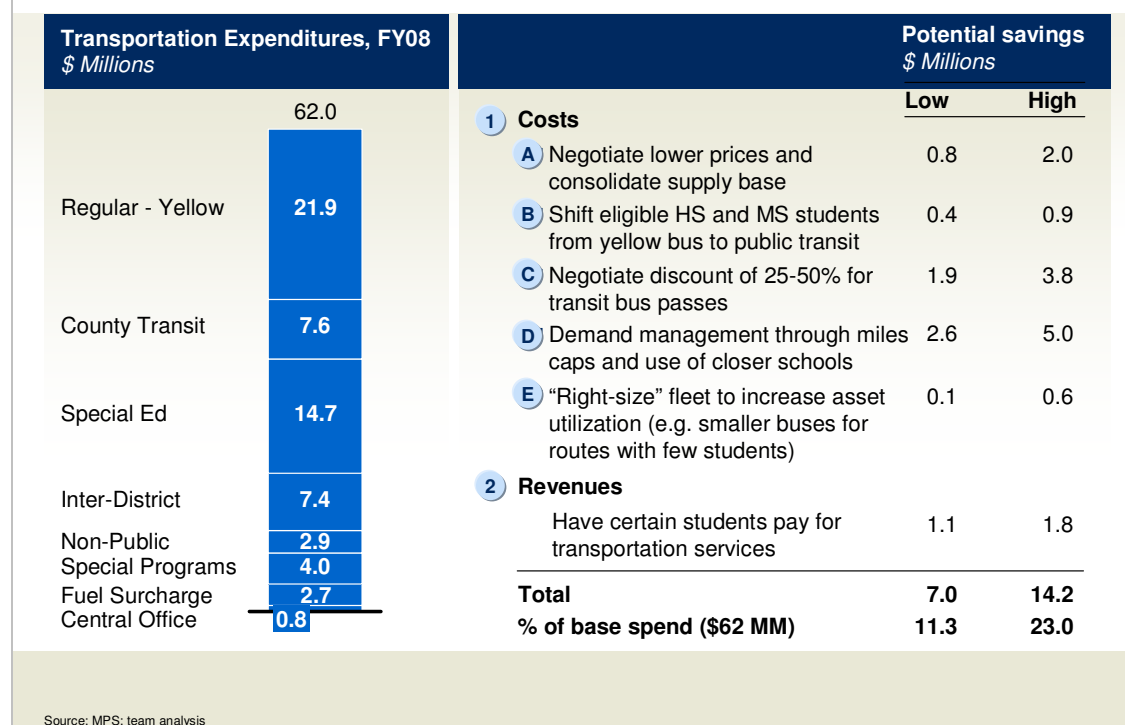 Transportation Expenditures, FY08
$ Millions
62.0
Regular - Yellow 21.9
County Transit 7.6
Special Ed 14.7
Inter-District 7.4
Non-Public 2.9
Special Programs 4.0
Fuel Surcharge 2.7
Central Office 0.8
Potential savings
$ Millions
Low High
1 Costs
A Negotiate lower prices and 0.8 2.0
consolidate supply base
B Shift eligible HS and MS students 0.4 0.9
from yellow bus to public transit
C Negotiate discount of 25-50% for 1.9 3.8
transit bus passes
D Demand management through miles 2.6 5.0
caps and use of closer schools
E “Right-size” fleet to increase asset 0.1 0.6
utilization (e.g. smaller buses for
routes with few students)
2 Revenues
Have certain students pay for 1.1 1.8
transportation services
Total 7.0 14.2
% of base spend ($62 MM) 11.3 23.0
Source: MPS; team analysis